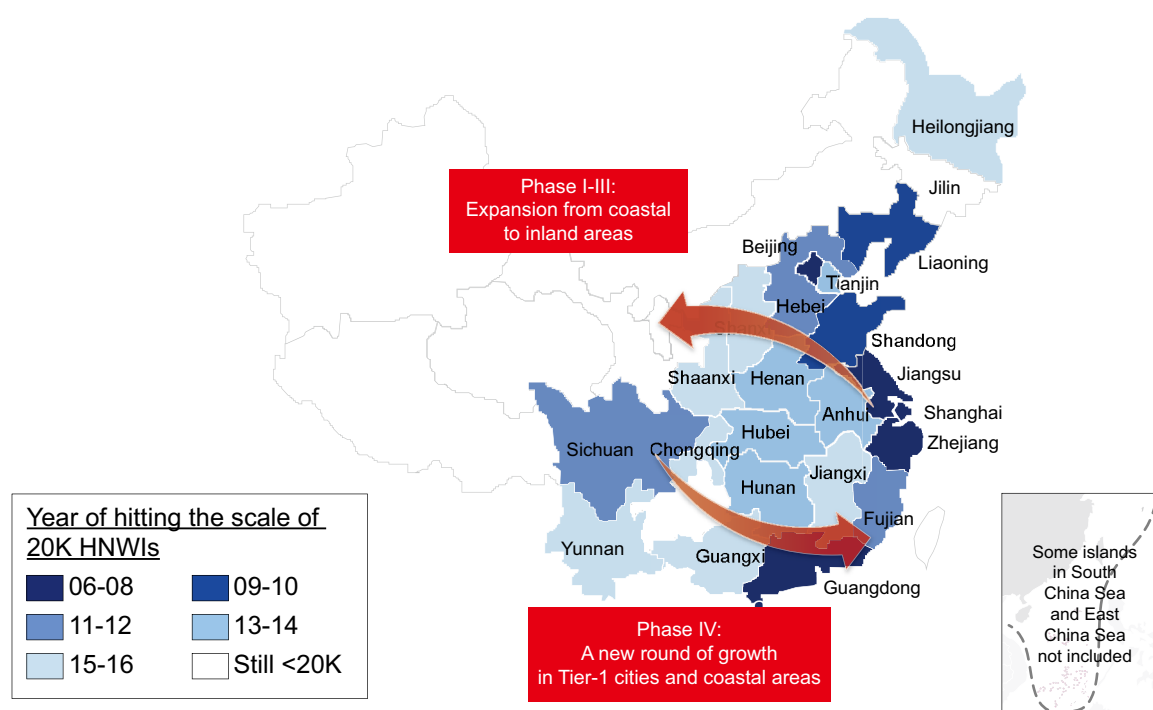 Heilongjiang
Phase I-III:
Expansion from coastal
to inland areas
Jilin
Beijing
Liaoning
Tianjin
Hebei
Shanxi
Shandong
Shaanxi
Henan
Jiangsu
Anhui
Shanghai
Hubei
Zhejiang
Sichuan
Chongqing
Jiangxi
Hunan
Fujian
Yunnan
Guangxi
Guangdong
Year of hitting the scale of
20K HNWIs
06-08
09-10
11-12
13-14
15-16
Still <20K
Phase IV:
A new round of growth
in Tier-1 cities and coastal areas
Some islands
in South
China Sea
and East
China Sea
not included